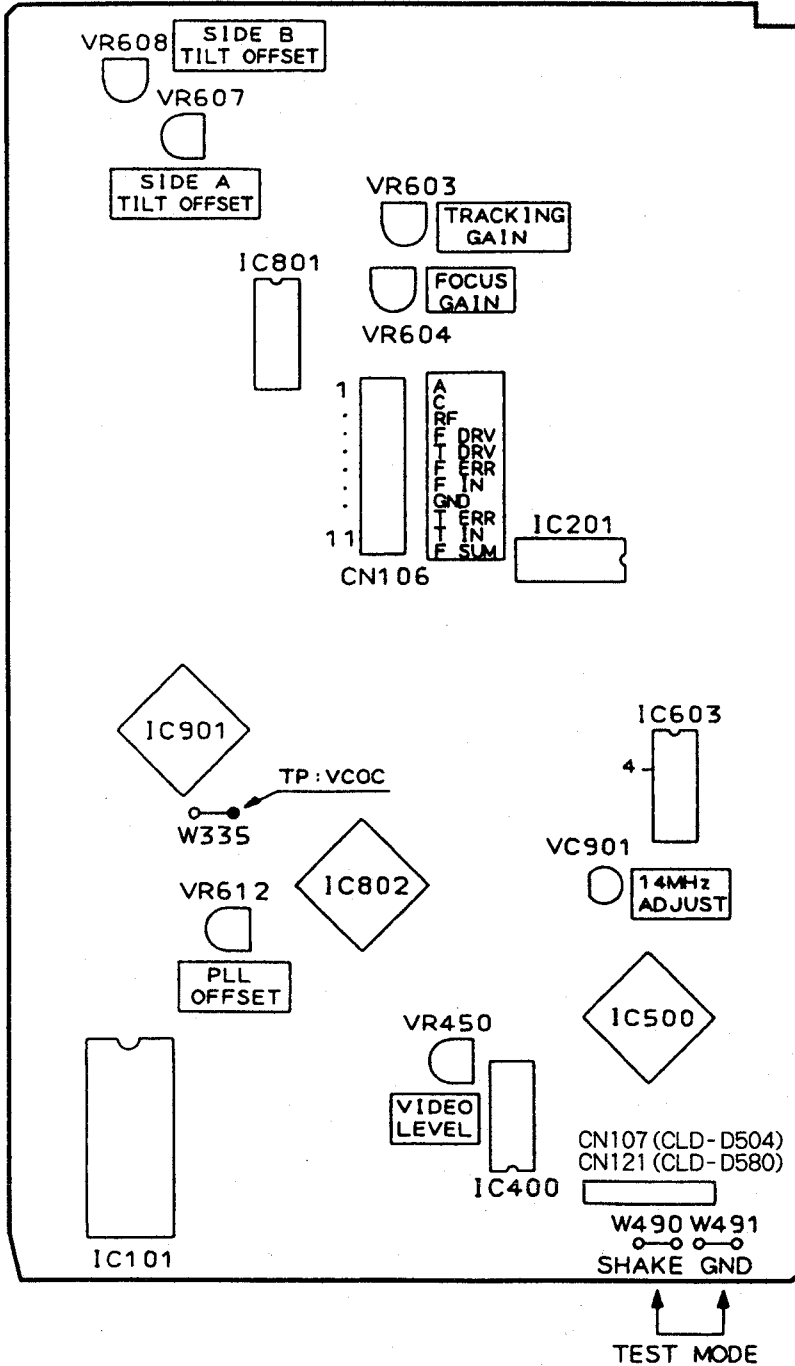 VR608
SIDE B
TILT OFFSET
VR607
SIDE A
TILT OFFSET
VR603
TRACKING
GAIN
IC801
FOCUS
GAIN
VR604
1
.
.
.
.
.
.
11
A
C
RF
F DRV
T DRV
F ERR
F IN
GND
T ERR
T IN
F SUM
CN106
IC201
IC901
TP:VCOC
W335
IC603
4
VC901
14MHz
ADJUST
IC802
VR612
PLL
OFFSET
IC500
VR450
VIDEO
LEVEL
IC400
CN107(CLD-D504)
CN121(CLD-D580)
W490 W491
SHAKE GND
IC101
TEST MODE